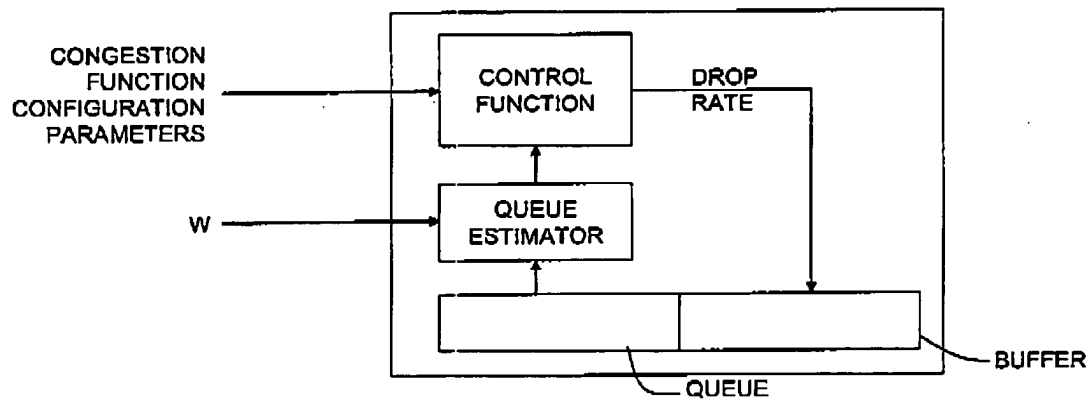 CONGESTION
FUNCTION
CONFIGURATION
PARAMETERS
CONTROL
FUNCTION
DROP
RATE
W
QUEUE
ESTIMATOR
BUFFER
QUEUE